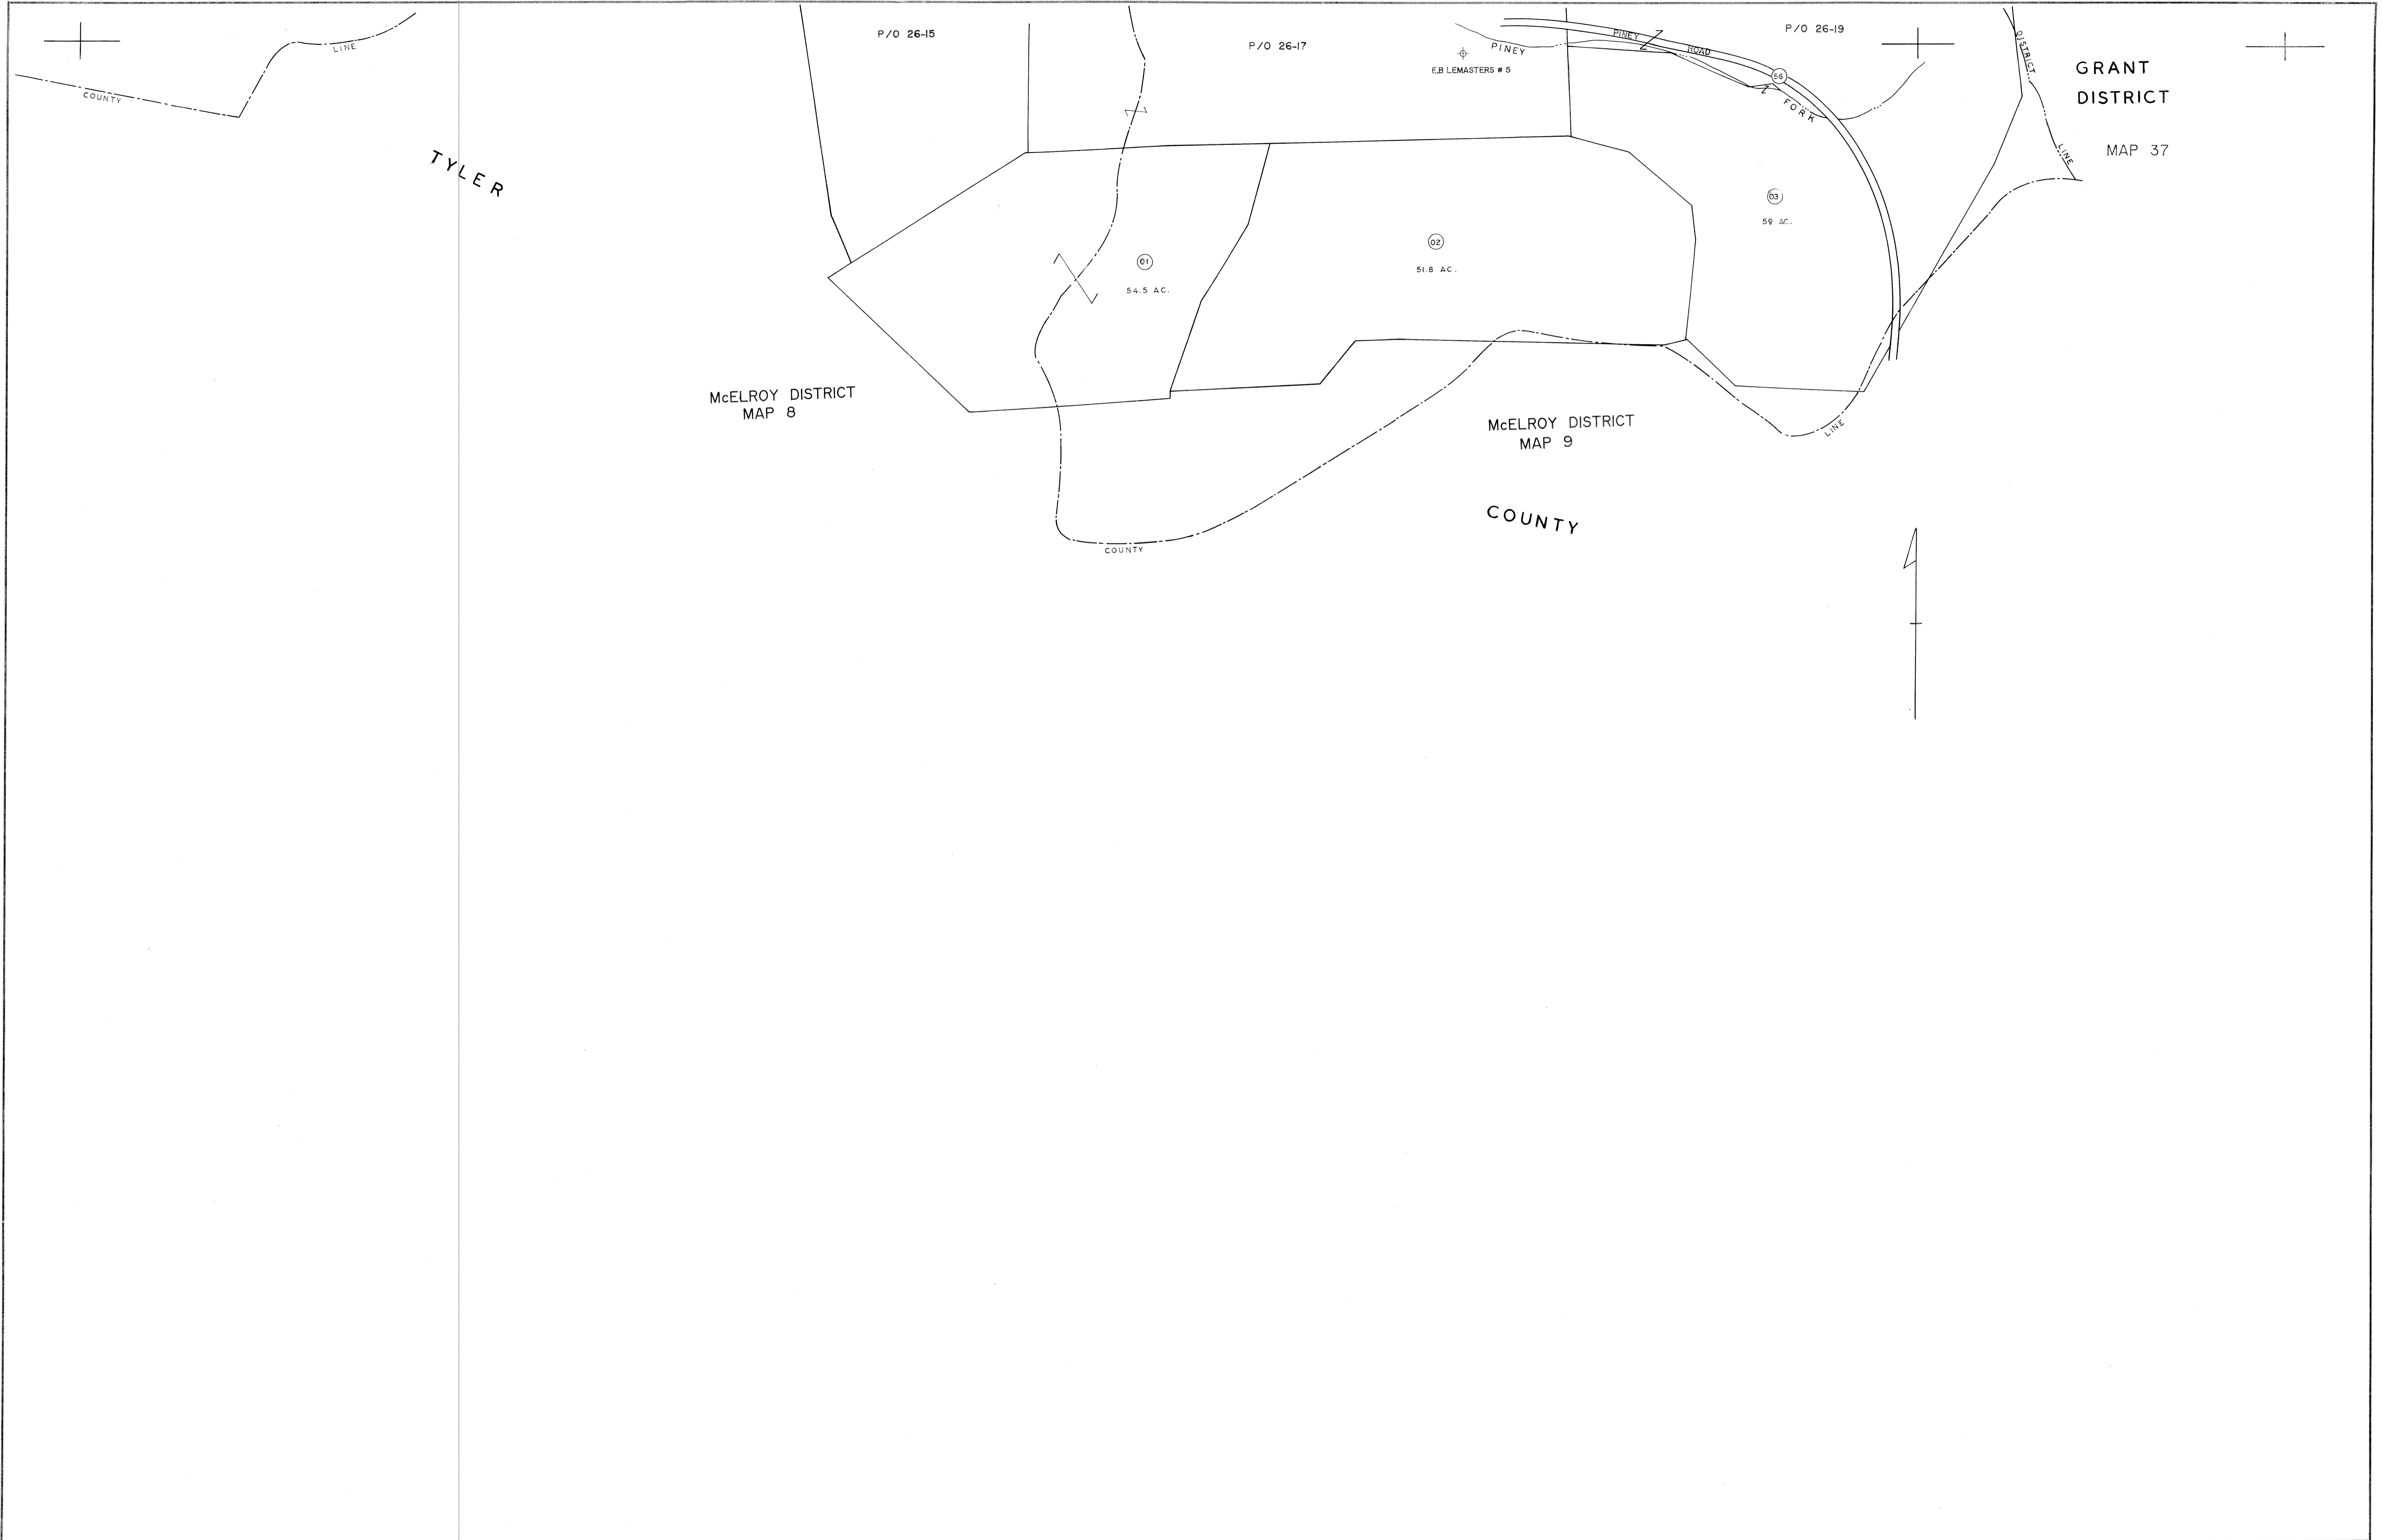 LINE
COUNTY
TYLER
P/O 26-15
P/O 26-17
E.B LEMASTERS # 5
PINEY
PINEY ROAD
56
FORK
P/O 26-19
DISTRICT
LINE
GRANT
DISTRICT
MAP 37
01
54.5 AC.
02
51.8 AC.
03
59 AC.
McELROY DISTRICT
MAP 8
McELROY DISTRICT
MAP 9
LINE
COUNTY
COUNTY